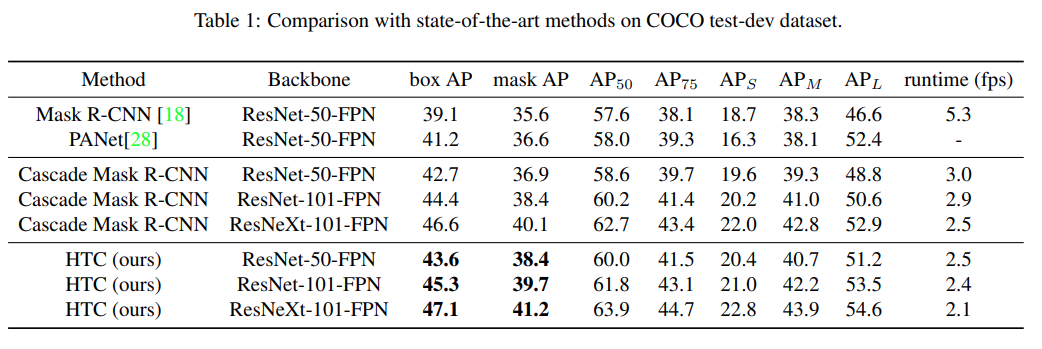 Table 1: Comparison with state-of-the-art methods on COCO test-dev dataset.
Method Backbone box AP mask AP AP50 AP75 APS APM APL runtime (fps)
Mask R-CNN [18] ResNet-50-FPN 39.1 35.6 57.6 38.1 18.7 38.3 46.6 5.3
PANet[28] ResNet-50-FPN 41.2 36.6 58.0 39.3 16.3 38.1 52.4 -
Cascade Mask R-CNN ResNet-50-FPN 42.7 36.9 58.6 39.7 19.6 39.3 48.8 3.0
Cascade Mask R-CNN ResNet-101-FPN 44.4 38.4 60.2 41.4 20.2 41.0 50.6 2.9
Cascade Mask R-CNN ResNeXt-101-FPN 46.6 40.1 62.7 43.4 22.0 42.8 52.9 2.5
HTC (ours) ResNet-50-FPN 43.6 38.4 60.0 41.5 20.4 40.7 51.2 2.5
HTC (ours) ResNet-101-FPN 45.3 39.7 61.8 43.1 21.0 42.2 53.5 2.4
HTC (ours) ResNeXt-101-FPN 47.1 41.2 63.9 44.7 22.8 43.9 54.6 2.1